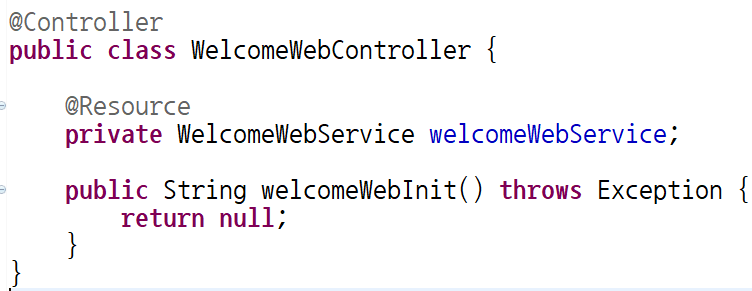 @Controller
public class WelcomeWebController {
@Resource
private WelcomeWebService welcomeWebService;
public String welcomeWebInit() throws Exception {
return null;
}
}